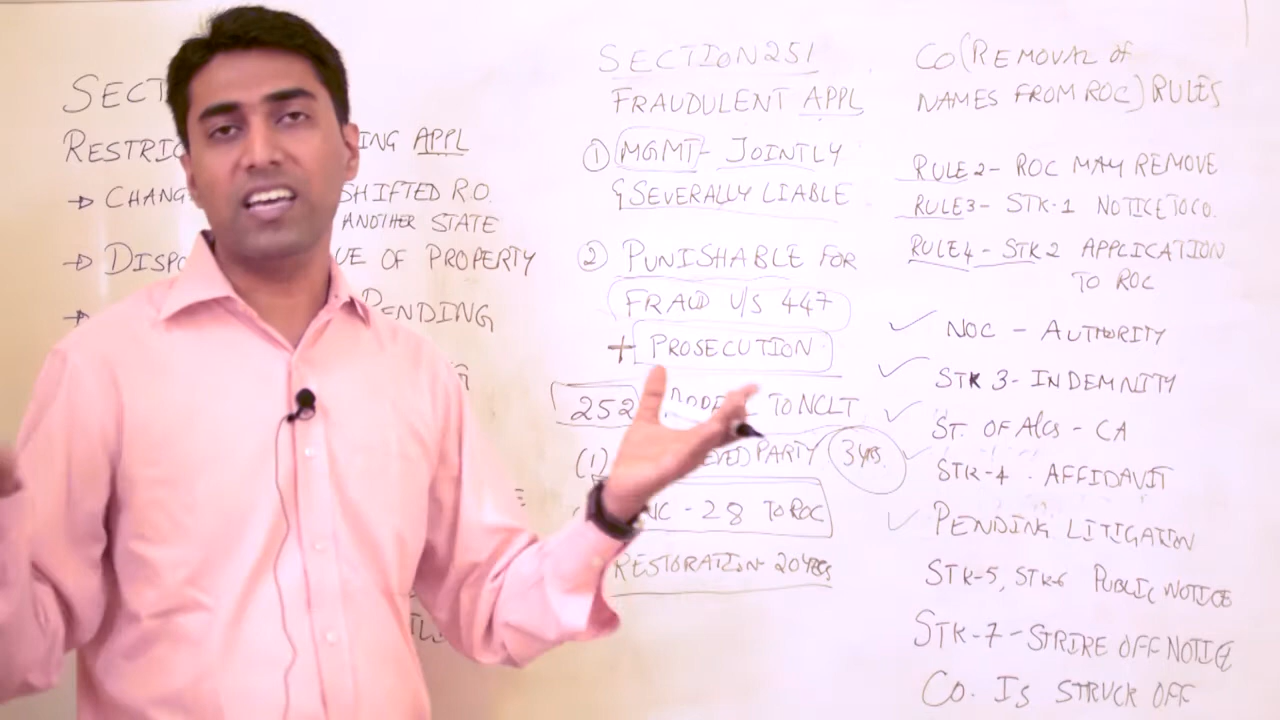 RESTRIC
ING APPL
→ CHANG
SHIFTED R.O.
ANOTHER STATE
→ DISPO
UE OF PROPERTY
PENDING
SECTION 251
FRAUDULENT APPL
① MGMT - JOINTLY
& SEVERALLY LIABLE
② PUNISHABLE FOR
FRAUD U/S 447
+ PROSECUTION
252
TO NCLT
(1)
PARTY 3 YRS.
NC - 28 TO ROC
RESTORATION - 20 YRS
CO (REMOVAL OF
NAMES FROM ROC) RULES
RULE 2 - ROC MAY REMOVE
RULE 3 - STK-1 NOTICE TO CO.
RULE 4 - STK 2 APPLICATION
TO ROC
✓ NOC - AUTHORITY
✓ STK 3 - INDEMNITY
✓ ST. OF A/cs - CA
✓ STK-4 - AFFIDAVIT
✓ PENDING LITIGATION
STK-5, STK-6 PUBLIC NOTICE
STK-7 - STRIKE OFF NOTICE
CO. IS STRUCK OFF